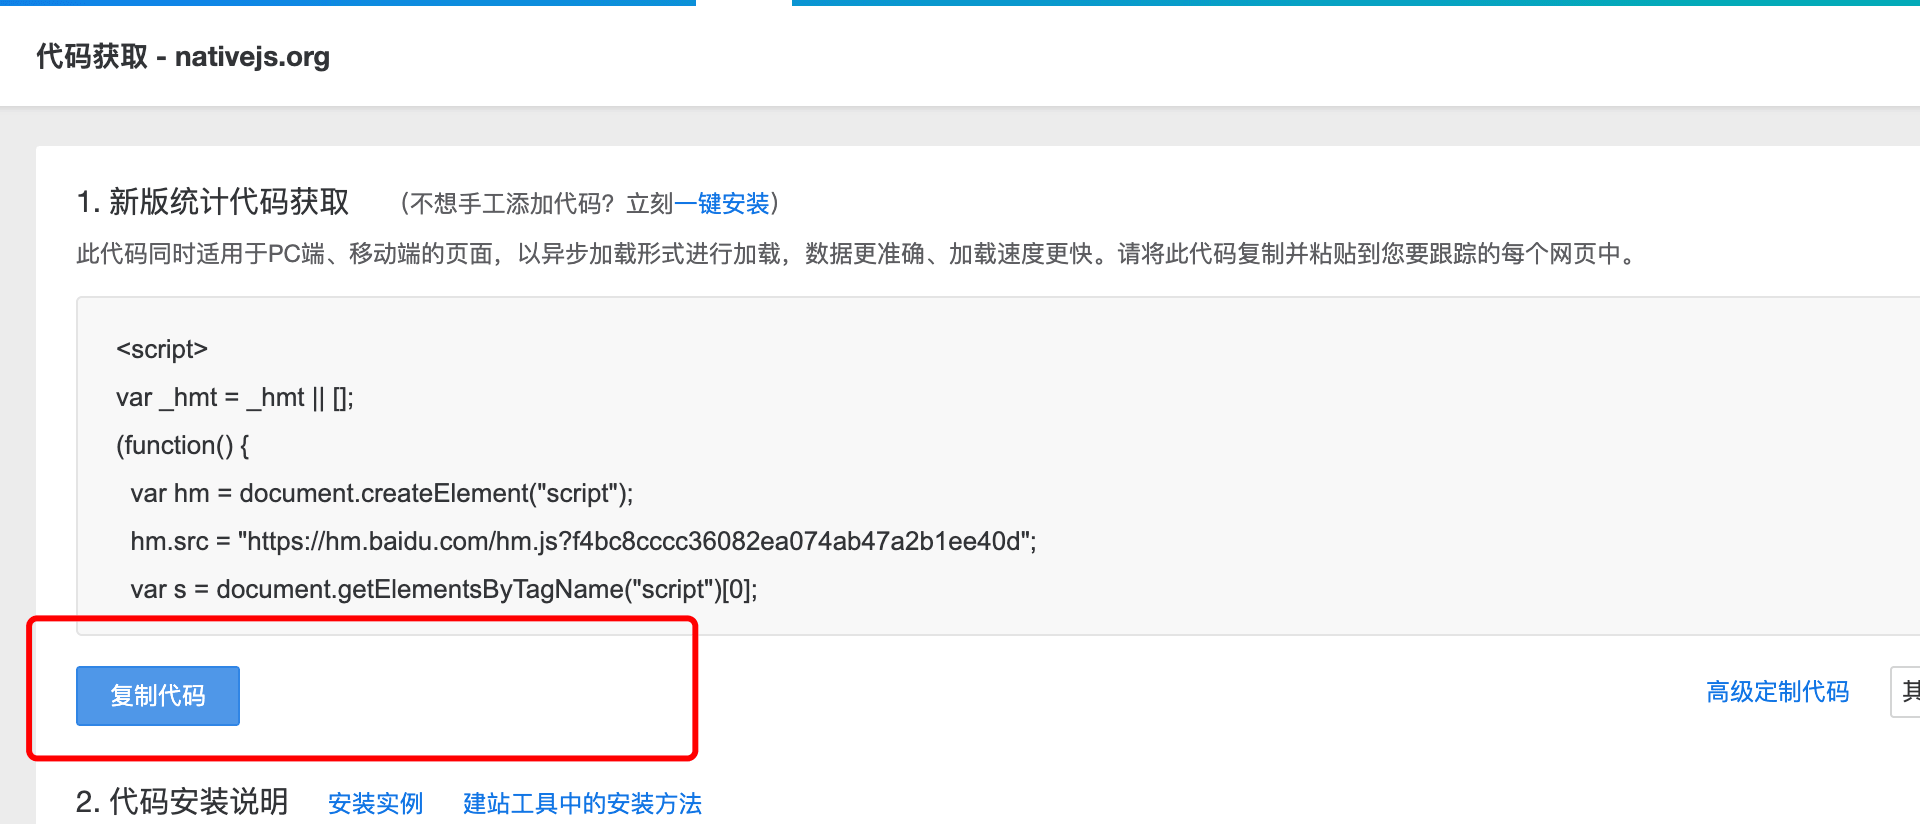 代码获取 - nativejs.org
1. 新版统计代码获取 （不想手工添加代码？立刻一键安装）
此代码同时适用于PC端、移动端的页面，以异步加载形式进行加载，数据更准确、加载速度更快。请将此代码复制并粘贴到您要跟踪的每个网页中。
<script>
var _hmt = _hmt || [];
(function() {
  var hm = document.createElement("script");
  hm.src = "https://hm.baidu.com/hm.js?f4bc8cccc36082ea074ab47a2b1ee40d";
  var s = document.getElementsByTagName("script")[0];
复制代码 高级定制代码
2. 代码安装说明 安装实例 建站工具中的安装方法